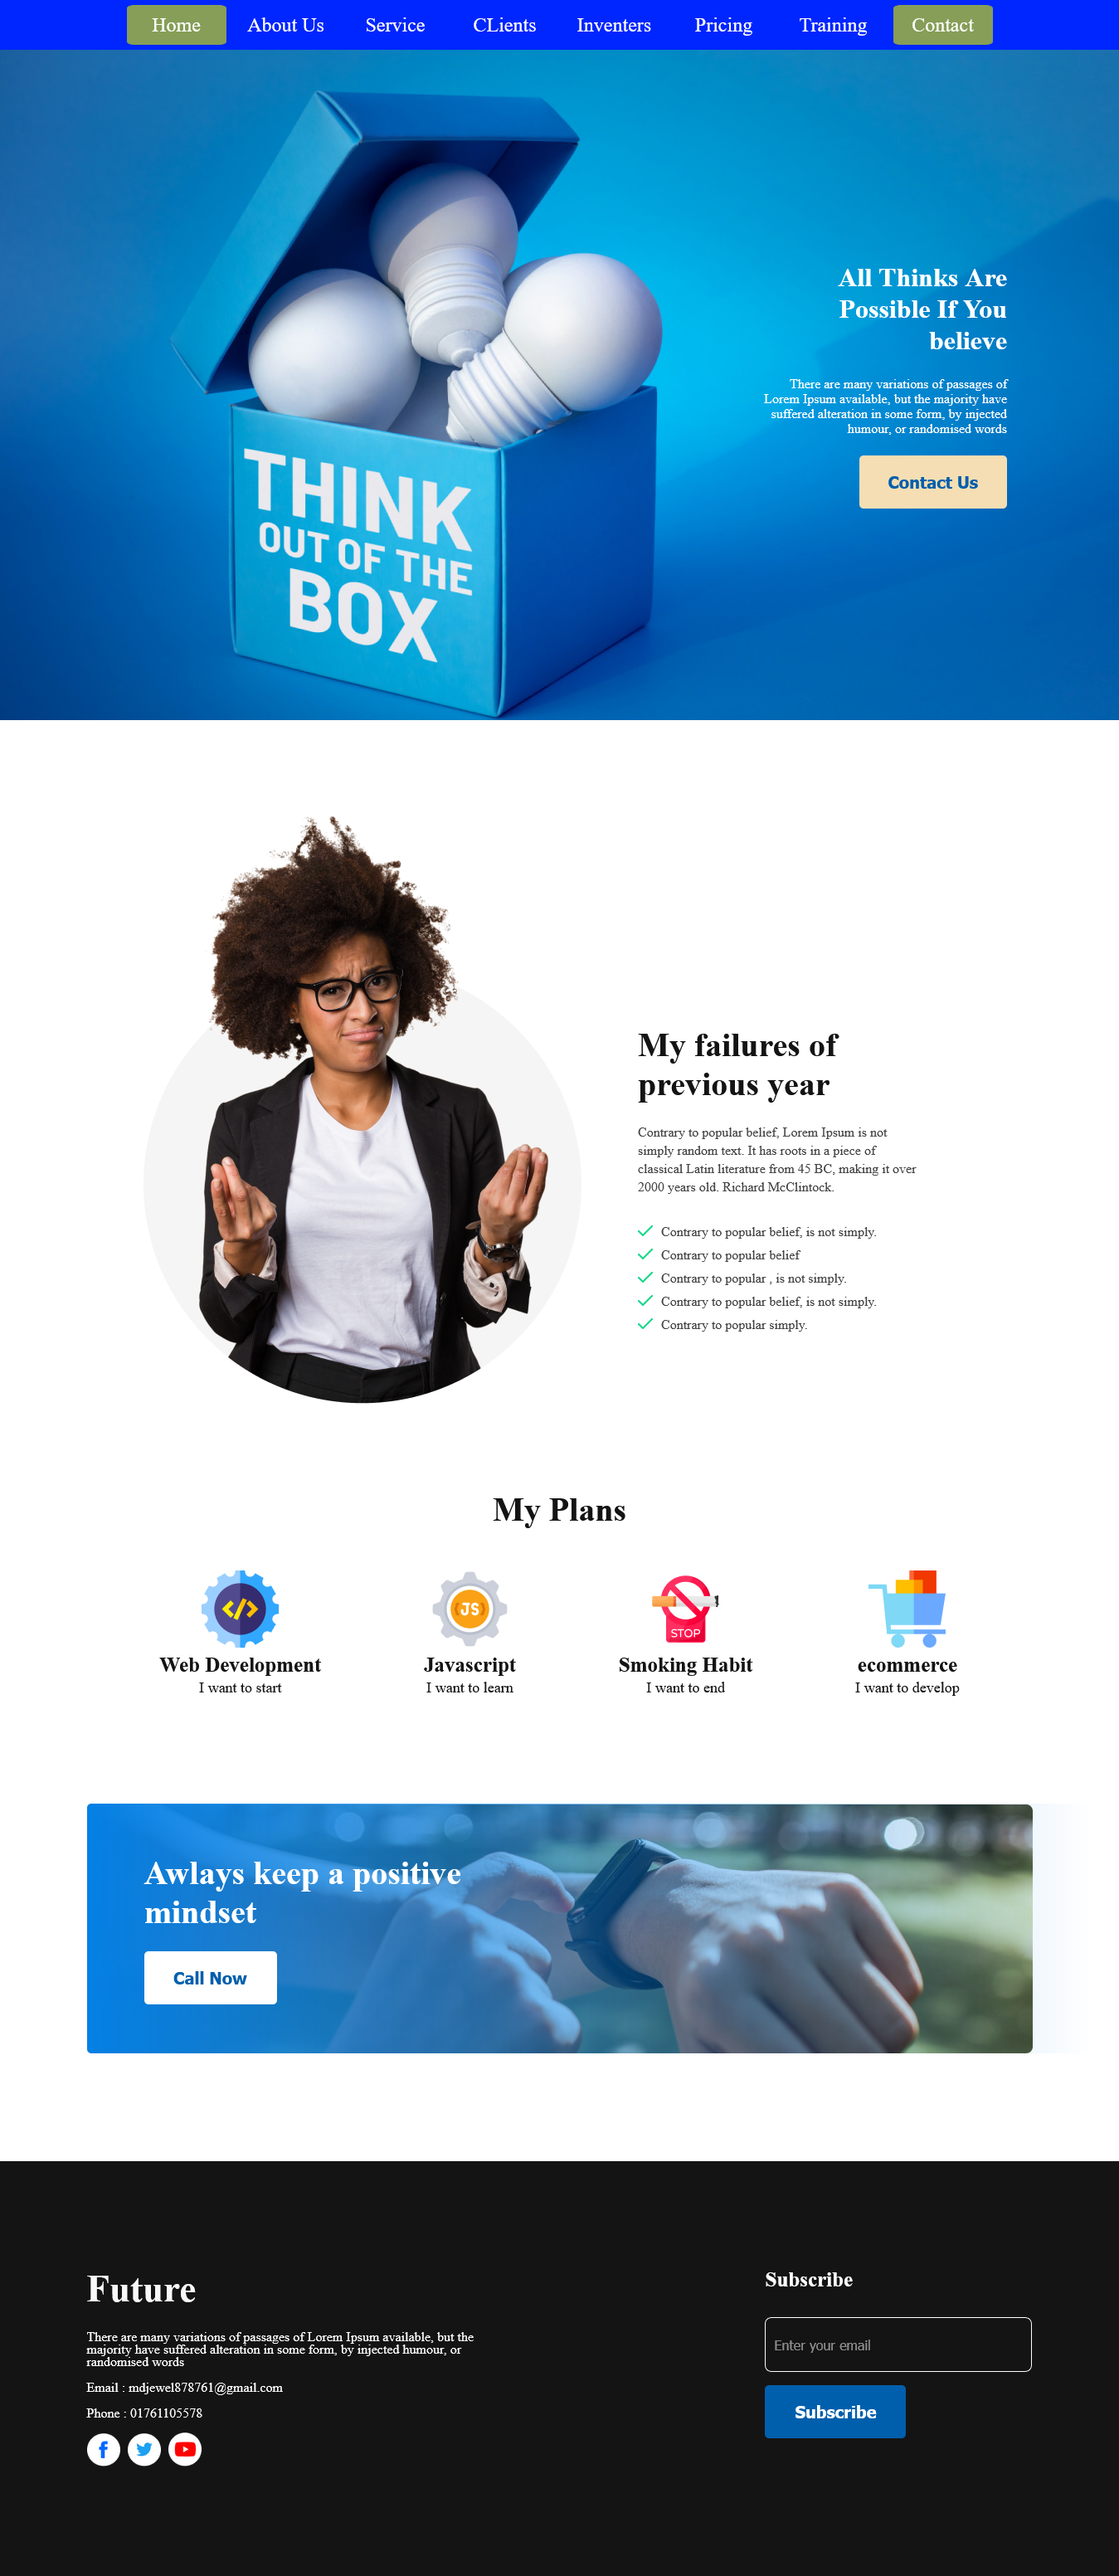 Home About Us Service CLients Inventers Pricing Training Contact
All Thinks Are
Possible If You
believe
There are many variations of passages of
Lorem Ipsum available, but the majority have
suffered alteration in some form, by injected
humour, or randomised words
Contact Us
THINK
OUT OF THE
BOX
My failures of
previous year
Contrary to popular belief, Lorem Ipsum is not
simply random text. It has roots in a piece of
classical Latin literature from 45 BC, making it over
2000 years old. Richard McClintock.
Contrary to popular belief, is not simply.
Contrary to popular belief
Contrary to popular , is not simply.
Contrary to popular belief, is not simply.
Contrary to popular simply.
My Plans
</>
Web Development
I want to start
{JS}
Javascript
I want to learn
STOP
Smoking Habit
I want to end
ecommerce
I want to develop
Awlays keep a positive
mindset
Call Now
Future
There are many variations of passages of Lorem Ipsum available, but the
majority have suffered alteration in some form, by injected humour, or
randomised words
Email : mdjewel878761@gmail.com
Phone : 01761105578
Subscribe
Enter your email
Subscribe